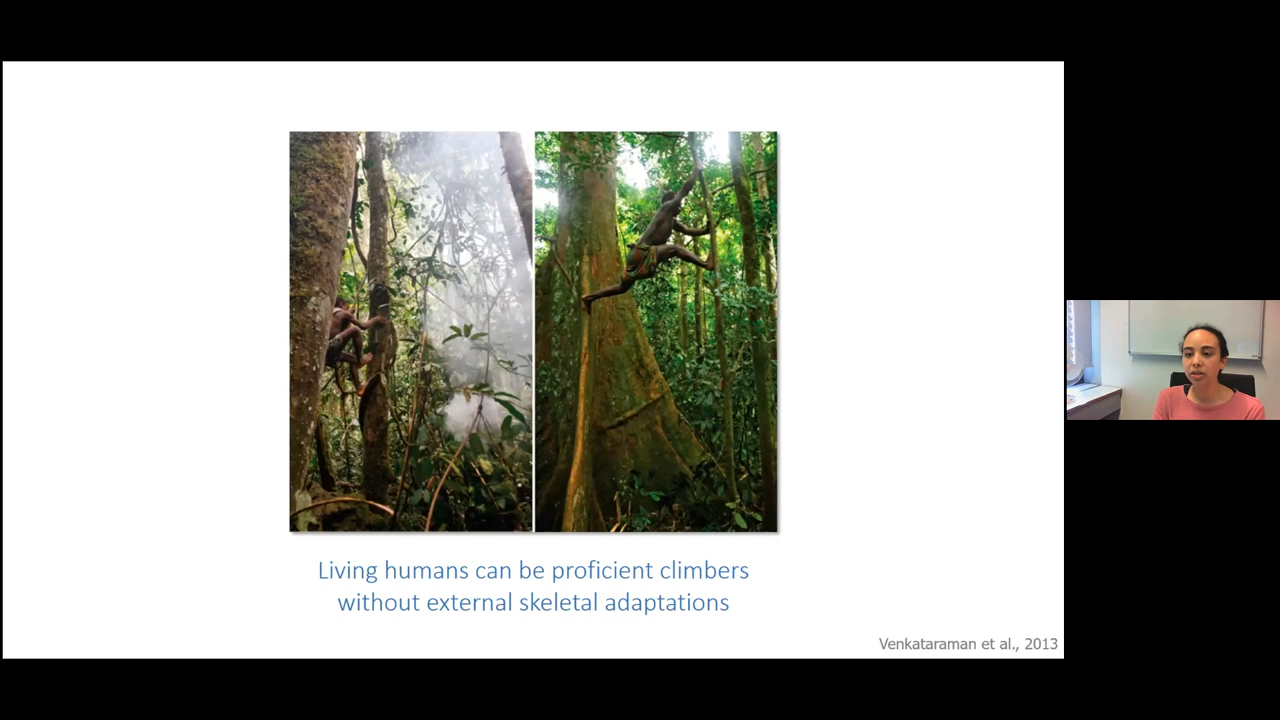 Living humans can be proficient climbers
without external skeletal adaptations
Venkataraman et al., 2013